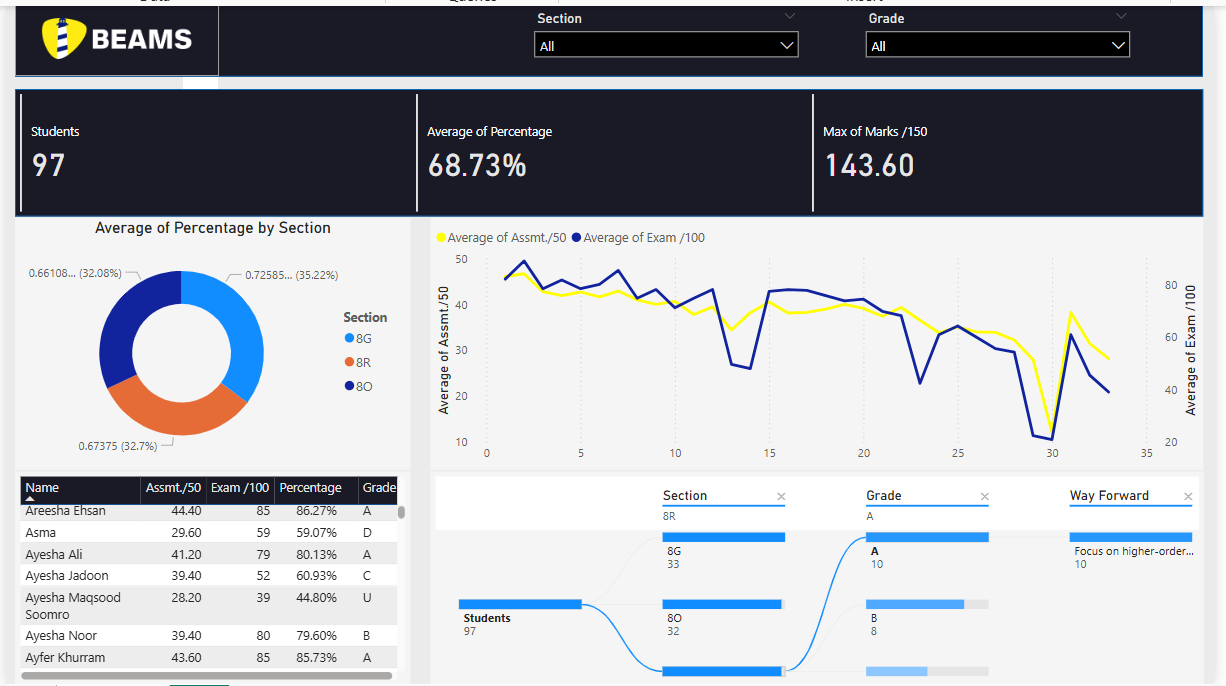 Section
Grade
BEAMS
All
All
Students
Average of Percentage
Max of Marks /150
97
68.73%
143.60
Average of Percentage by Section
0.66108... (32.08%)
0.72585... (35.22%)
0.67375 (32.7%)
Section
8G
8R
8O
Average of Assmt./50 Average of Exam /100
50
40
30
20
10
Average of Assmt./50
80
60
40
20
Average of Exam /100
0 5 10 15 20 25 30 35
Name Assmt./50 Exam /100 Percentage Grade
Areesha Ehsan 44.40 85 86.27% A
Asma 29.60 59 59.07% D
Ayesha Ali 41.20 79 80.13% A
Ayesha Jadoon 39.40 52 60.93% C
Ayesha Maqsood 28.20 39 44.80% U
Soomro
Ayesha Noor 39.40 80 79.60% B
Ayfer Khurram 43.60 85 85.73% A
Section
8R
Grade
A
Way Forward
Students
97
8G
33
8O
32
A
10
B
8
Focus on higher-order...
10